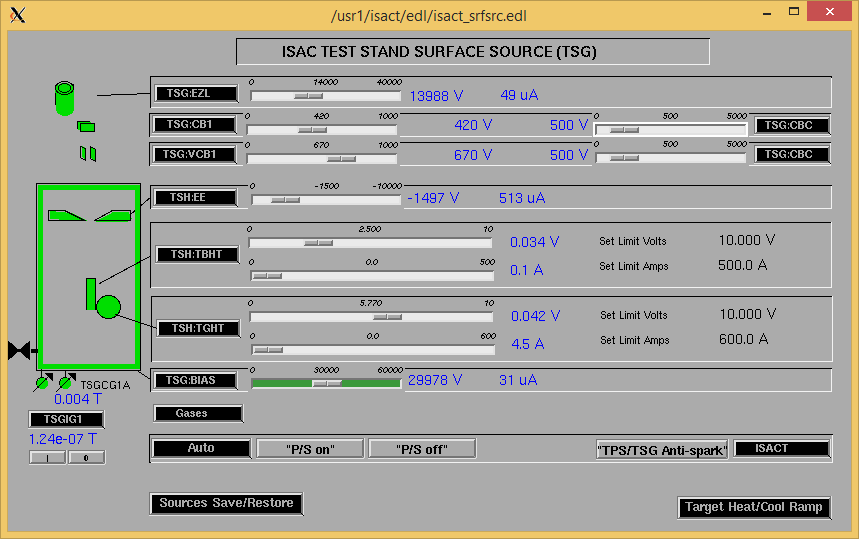 /usr1/isact/edl/isact_srfsrc.edl
ISAC TEST STAND SURFACE SOURCE (TSG)
TSG:EZL 0 14000 40000 13988 V 49 uA
TSG:CB1 0 420 1000 420 V 500 V 0 500 5000 TSG:CBC
TSG:VCB1 0 670 1000 670 V 500 V 0 500 5000 TSG:CBC
TSH:EE 0 -1500 -10000 -1497 V 513 uA
0 2.500 10 0.034 V Set Limit Volts 10.000 V
TSH:TBHT
0 0.0 500 0.1 A Set Limit Amps 500.0 A
0 5.770 10 0.042 V Set Limit Volts 10.000 V
TSH:TGHT
0 0.0 600 4.5 A Set Limit Amps 600.0 A
TSG:BIAS 0 30000 60000 29978 V 31 uA
TSGCG1A
0.004 T
TSGIG1
1.24e-07 T
I 0
Gases
Auto "P/S on" "P/S off" "TPS/TSG Anti-spark" ISACT
Sources Save/Restore
Target Heat/Cool Ramp